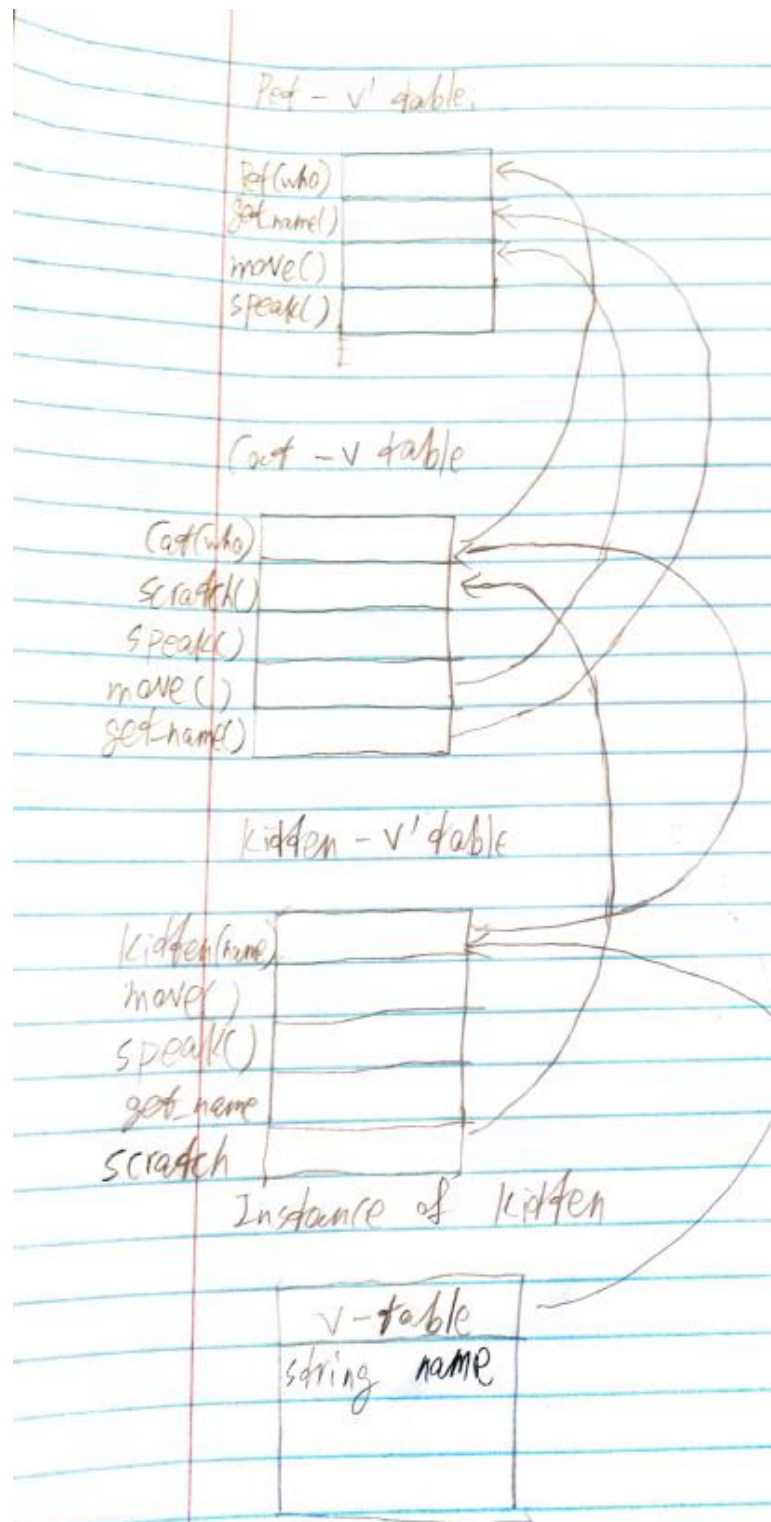 Pet - v' table.
Pet(who)
get_name()
move()
speak()
Cat - v table
Cat(who)
scratch()
speak()
move()
get_name()
kitten - v' table
kitten(name)
move()
speak()
get_name
scratch
Instance of kitten
v-table
string name